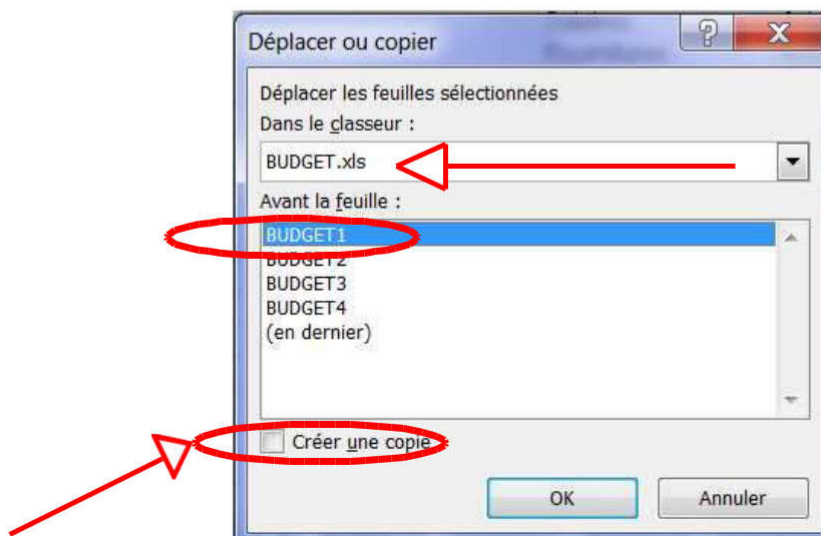 Déplacer ou copier
Déplacer les feuilles sélectionnées
Dans le classeur :
BUDGET.xls
Avant la feuille :
BUDGET1
BUDGET2
BUDGET3
BUDGET4
(en dernier)
Créer une copie
OK
Annuler